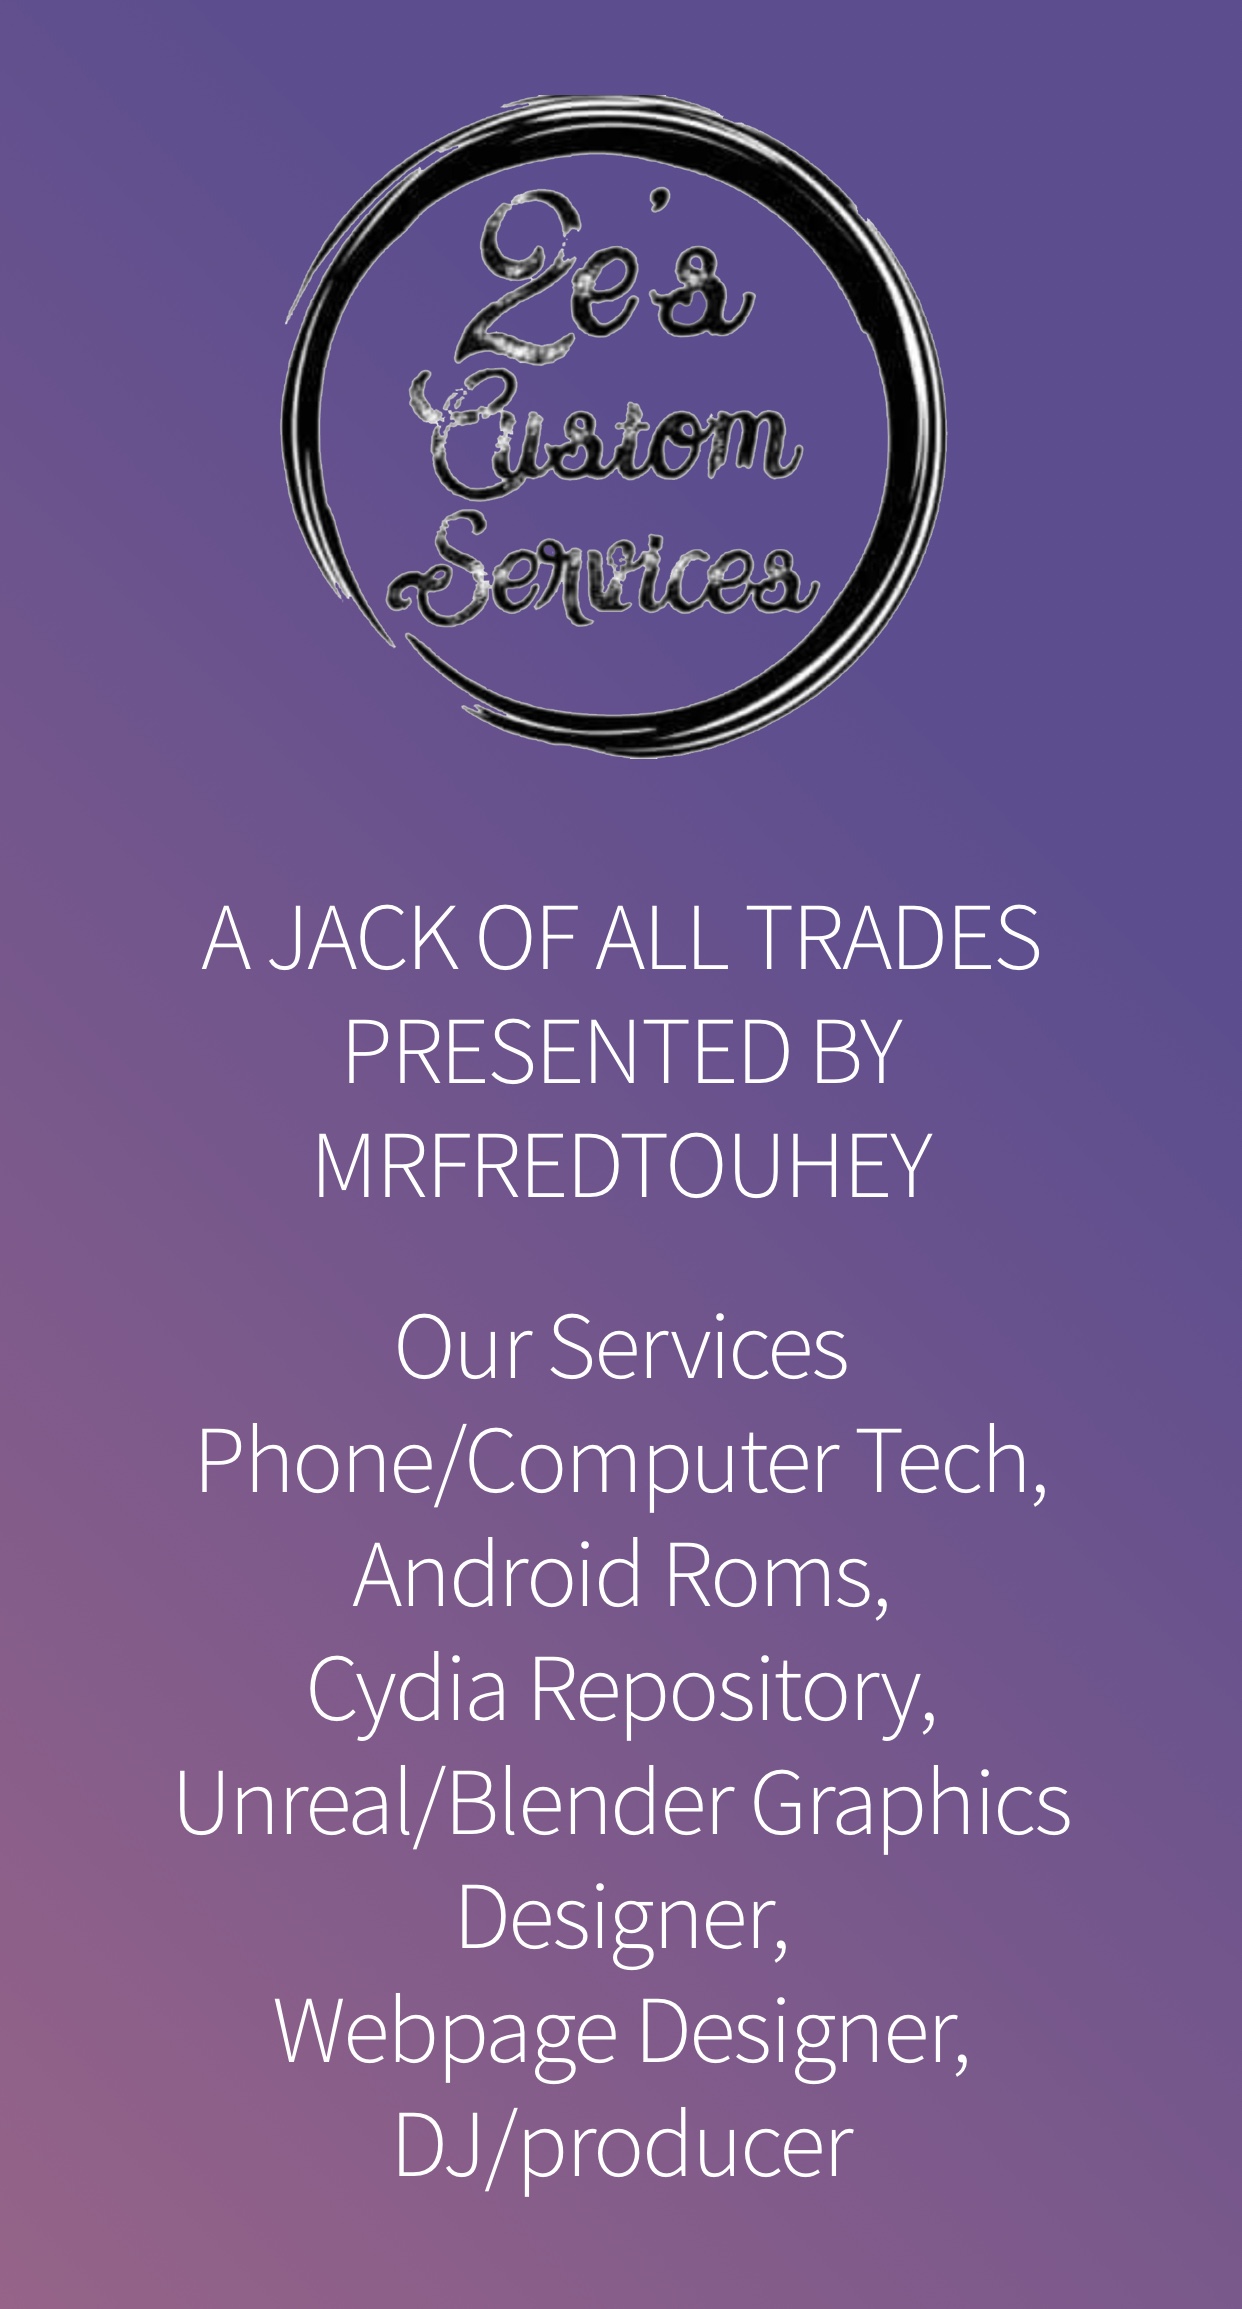 2e's
Custom
Services
A JACK OF ALL TRADES
PRESENTED BY
MRFREDTOUHEY
Our Services
Phone/Computer Tech,
Android Roms,
Cydia Repository,
Unreal/Blender Graphics
Designer,
Webpage Designer,
DJ/producer